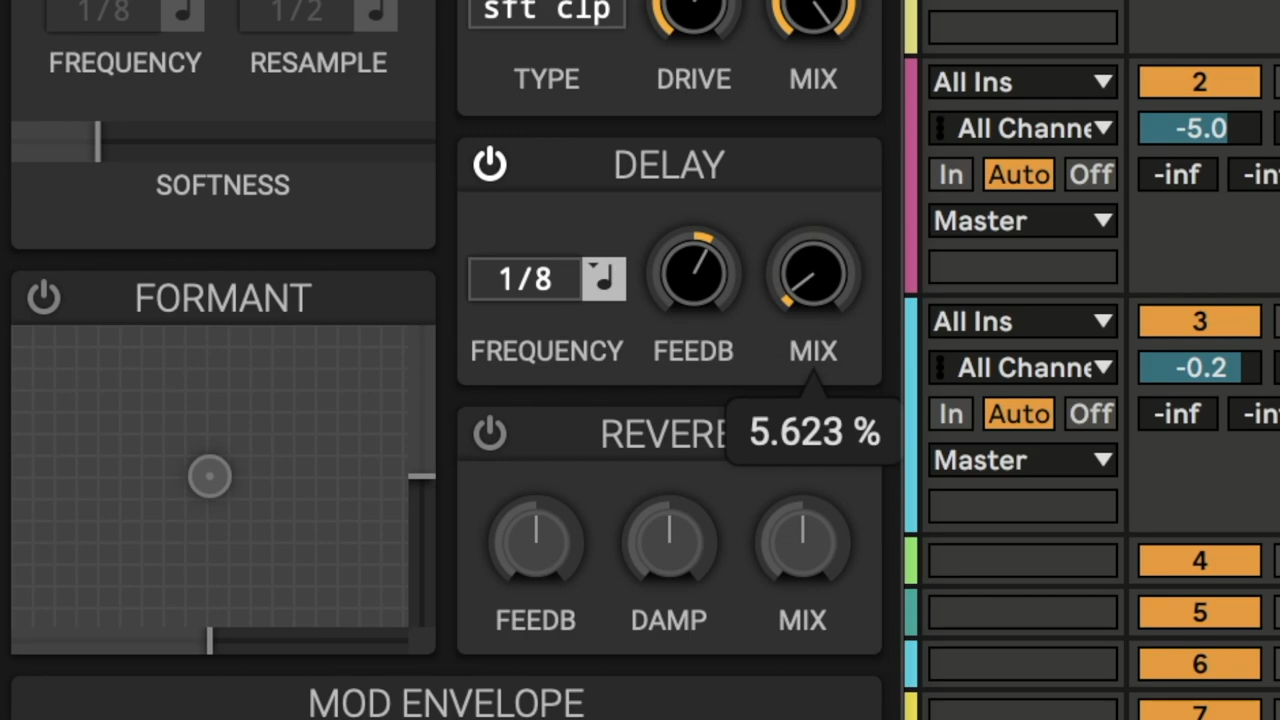 1/8 1/2
FREQUENCY RESAMPLE
SOFTNESS
FORMANT
sft clp
TYPE DRIVE MIX
DELAY
1/8
FREQUENCY FEEDB MIX
5.623 %
FEEDB DAMP MIX
MOD ENVELOPE
All Ins 2
All Channe -5.0
In Auto Off -inf
Master
All Ins 3
All Channe -0.2
In Auto Off -inf
Master
4
5
6
7